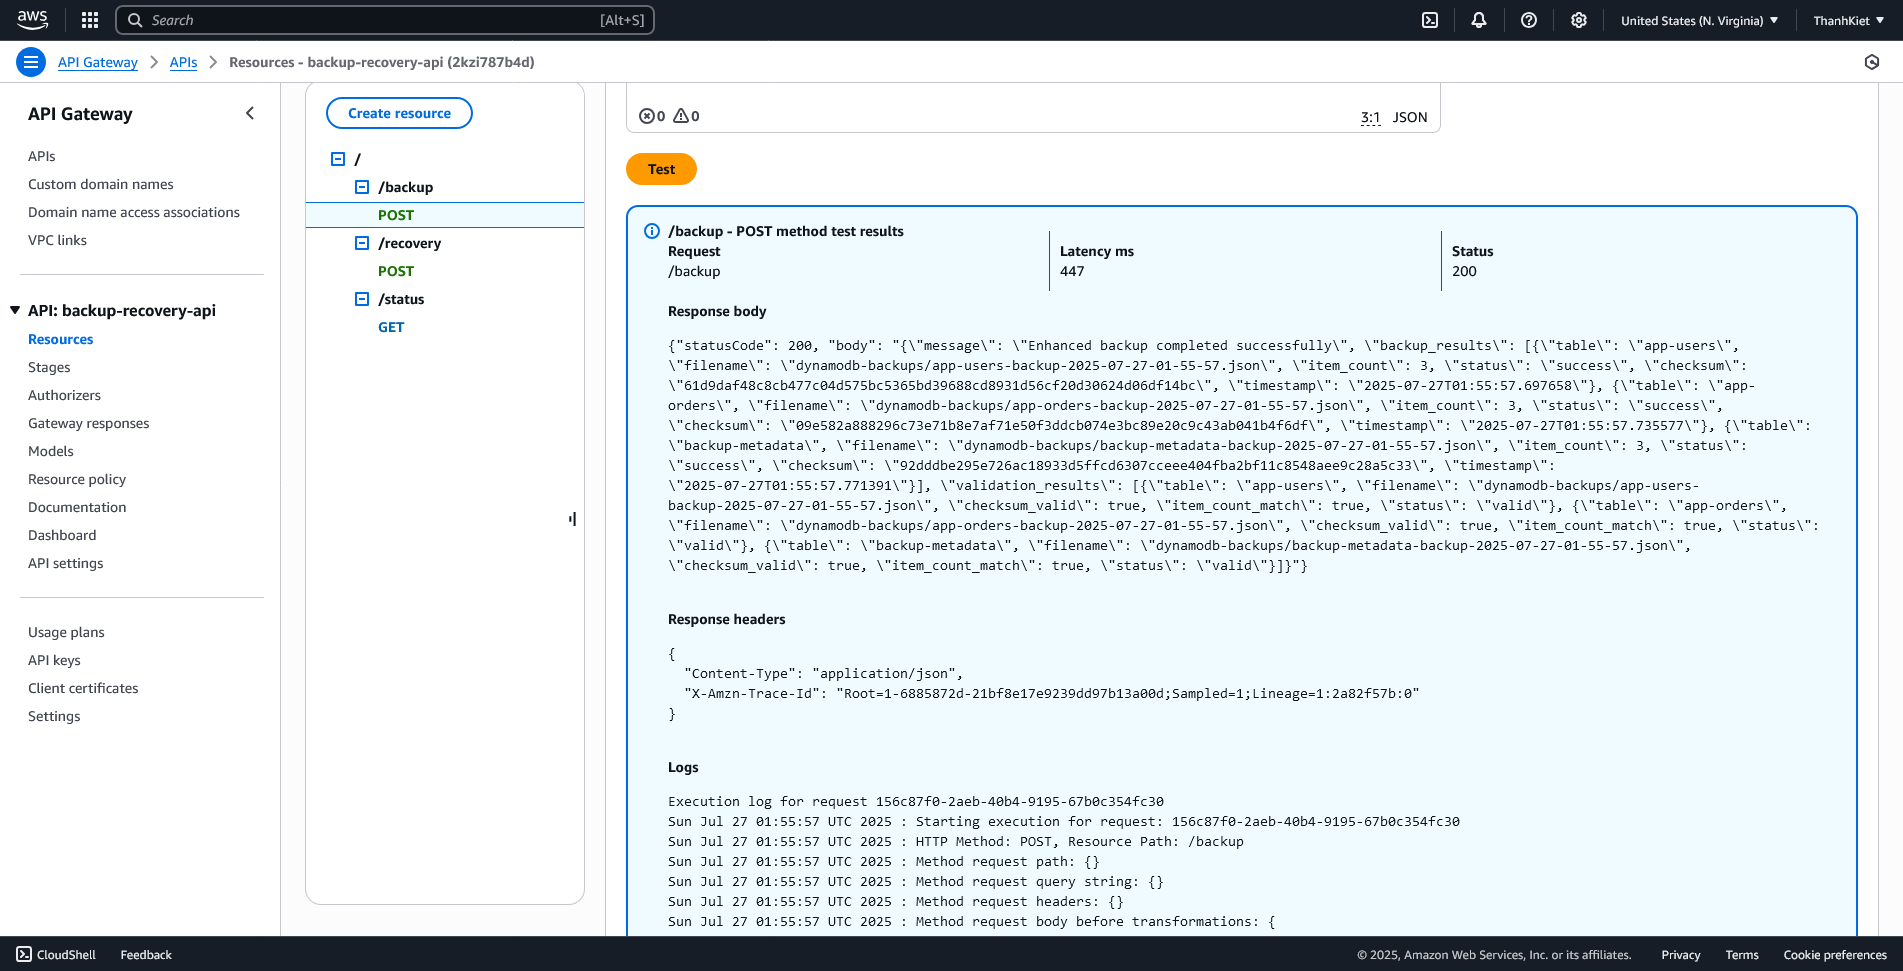 aws
Search
[Alt+S]
United States (N. Virginia)
ThanhKiet
API Gateway
APIs
Resources - backup-recovery-api (2kzi787b4d)
API Gateway
APIs
Custom domain names
Domain name access associations
VPC links
API: backup-recovery-api
Resources
Stages
Authorizers
Gateway responses
Models
Resource policy
Documentation
Dashboard
API settings
Usage plans
API keys
Client certificates
Settings
Create resource
/
/backup
POST
/recovery
POST
/status
GET
0 0
3:1 JSON
Test
/backup - POST method test results
Request
/backup
Latency ms
447
Status
200
Response body
{"statusCode": 200, "body": "{\"message\": \"Enhanced backup completed successfully\", \"backup_results\": [{\"table\": \"app-users\",
\"filename\": \"dynamodb-backups/app-users-backup-2025-07-27-01-55-57.json\", \"item_count\": 3, \"status\": \"success\", \"checksum\":
\"61d9daf48c8cb477c04d575bc5365bd39688cd8931d56cf20d30624d06df14bc\", \"timestamp\": \"2025-07-27T01:55:57.697658\"}, {\"table\": \"app-
orders\", \"filename\": \"dynamodb-backups/app-orders-backup-2025-07-27-01-55-57.json\", \"item_count\": 3, \"status\": \"success\",
\"checksum\": \"09e582a888296c73e71b8e7af71e50f3ddcb074e3bc89e20c9c43ab041b4f6df\", \"timestamp\": \"2025-07-27T01:55:57.735577\"}, {\"table\":
\"backup-metadata\", \"filename\": \"dynamodb-backups/backup-metadata-backup-2025-07-27-01-55-57.json\", \"item_count\": 3, \"status\":
\"success\", \"checksum\": \"92dddbe295e726ac18933d5ffcd6307cceee404fba2bf11c8548aee9c28a5c33\", \"timestamp\":
\"2025-07-27T01:55:57.771391\"}], \"validation_results\": [{\"table\": \"app-users\", \"filename\": \"dynamodb-backups/app-users-
backup-2025-07-27-01-55-57.json\", \"checksum_valid\": true, \"item_count_match\": true, \"status\": \"valid\"}, {\"table\": \"app-orders\",
\"filename\": \"dynamodb-backups/app-orders-backup-2025-07-27-01-55-57.json\", \"checksum_valid\": true, \"item_count_match\": true, \"status\":
\"valid\"}, {\"table\": \"backup-metadata\", \"filename\": \"dynamodb-backups/backup-metadata-backup-2025-07-27-01-55-57.json\",
\"checksum_valid\": true, \"item_count_match\": true, \"status\": \"valid\"}]}"}
Response headers
{
"Content-Type": "application/json",
"X-Amzn-Trace-Id": "Root=1-6885872d-21bf8e17e9239dd97b13a00d;Sampled=1;Lineage=1:2a82f57b:0"
}
Logs
Execution log for request 156c87f0-2aeb-40b4-9195-67b0c354fc30
Sun Jul 27 01:55:57 UTC 2025 : Starting execution for request: 156c87f0-2aeb-40b4-9195-67b0c354fc30
Sun Jul 27 01:55:57 UTC 2025 : HTTP Method: POST, Resource Path: /backup
Sun Jul 27 01:55:57 UTC 2025 : Method request path: {}
Sun Jul 27 01:55:57 UTC 2025 : Method request query string: {}
Sun Jul 27 01:55:57 UTC 2025 : Method request headers: {}
Sun Jul 27 01:55:57 UTC 2025 : Method request body before transformations: {
CloudShell
Feedback
© 2025, Amazon Web Services, Inc. or its affiliates.
Privacy
Terms
Cookie preferences